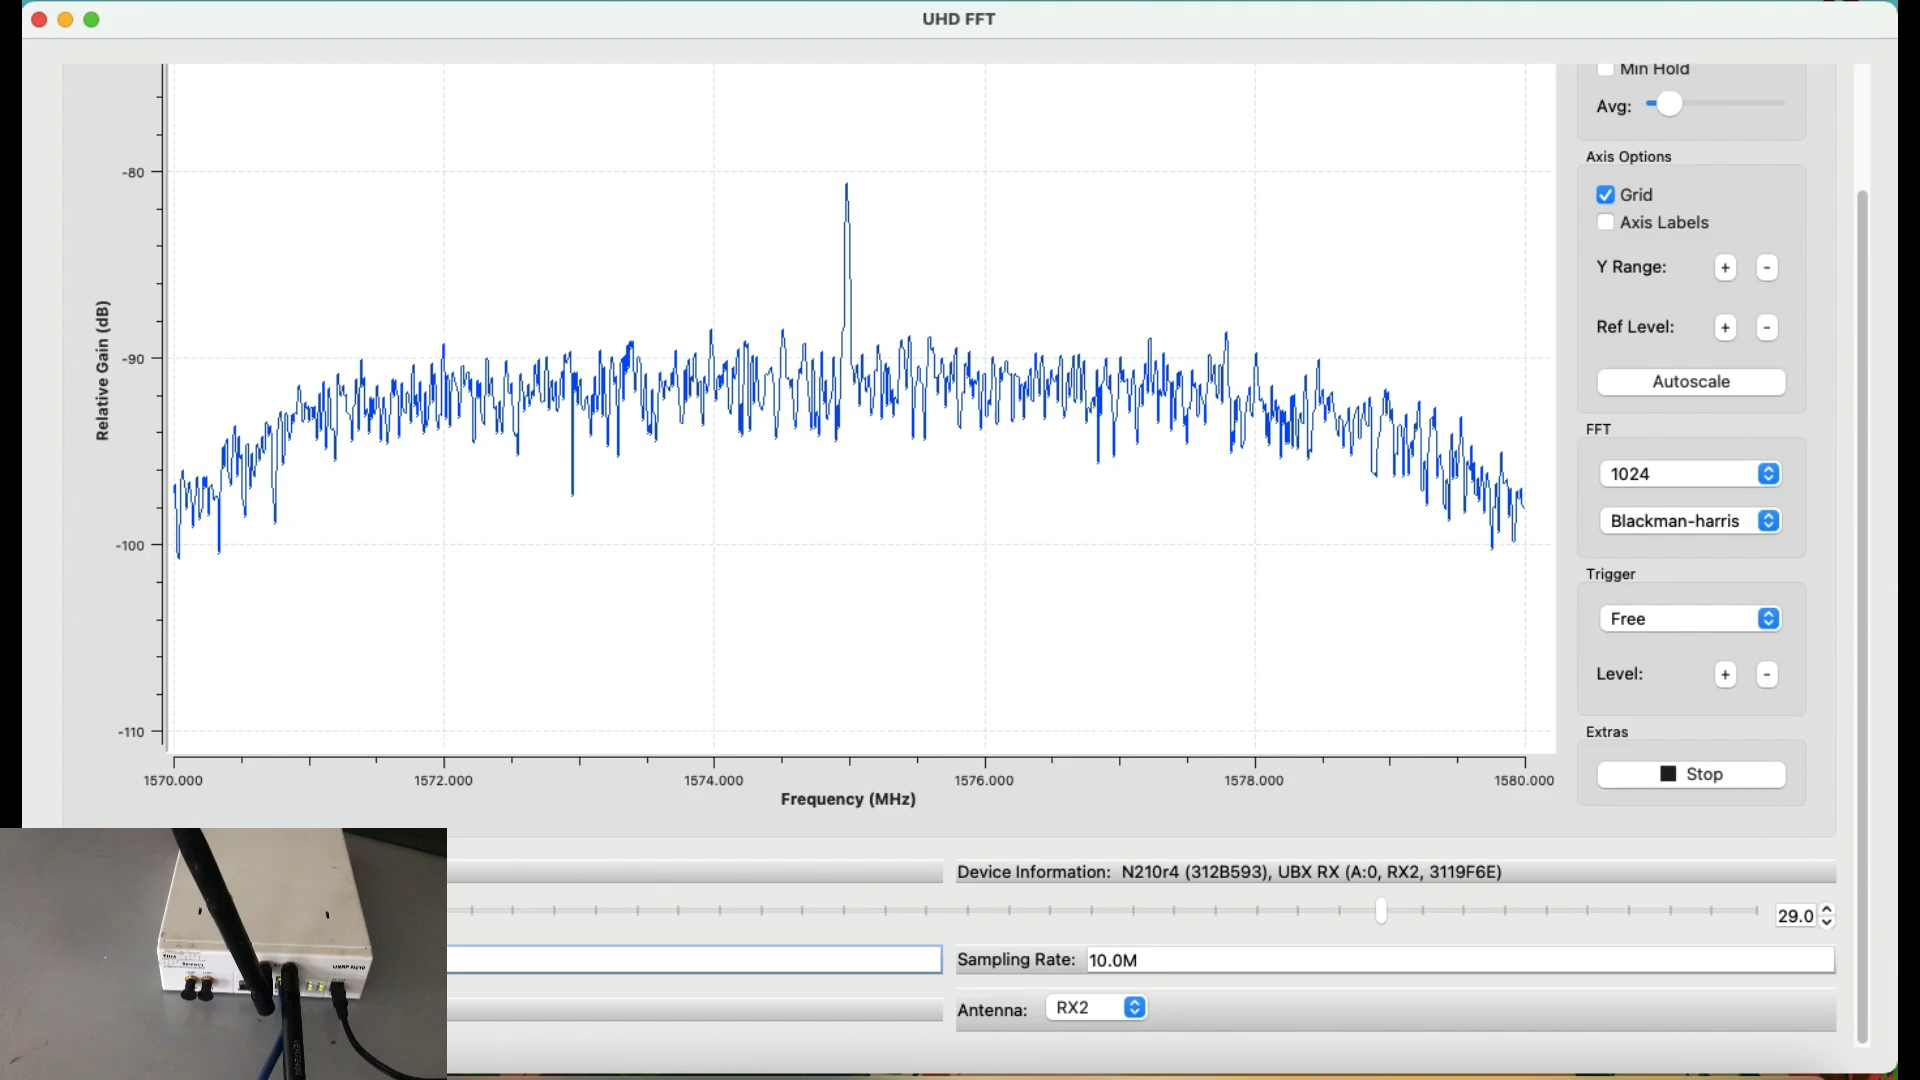 UHD FFT
Min Hold
Avg:
Axis Options
Grid
Axis Labels
Y Range: + -
Ref Level: + -
Autoscale
FFT
1024
Blackman-harris
Trigger
Free
Level: + -
Extras
Stop
Relative Gain (dB)
-80
-90
-100
-110
1570.000 1572.000 1574.000 1576.000 1578.000 1580.000
Frequency (MHz)
Device Information: N210r4 (312B593), UBX RX (A:0, RX2, 3119F6E)
29.0
Sampling Rate: 10.0M
Antenna: RX2
USRP N210